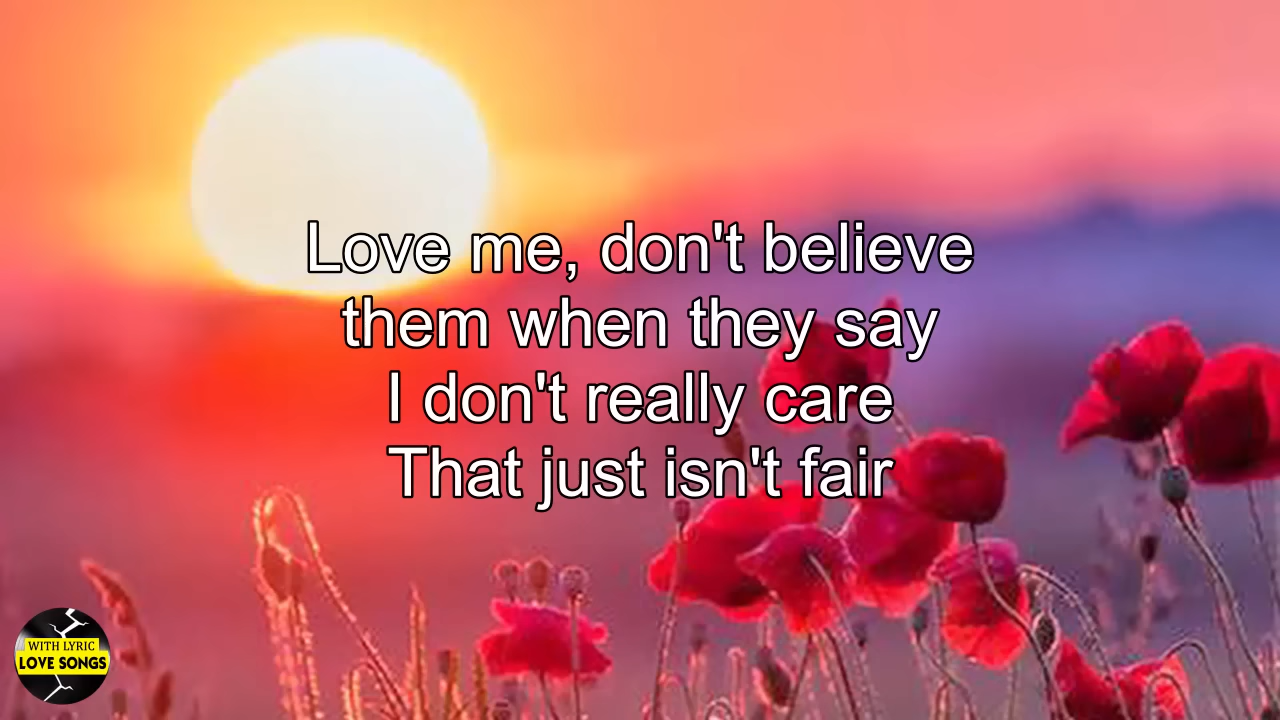 Love me, don't believe
them when they say
I don't really care
That just isn't fair
WITH LYRIC
LOVE SONGS